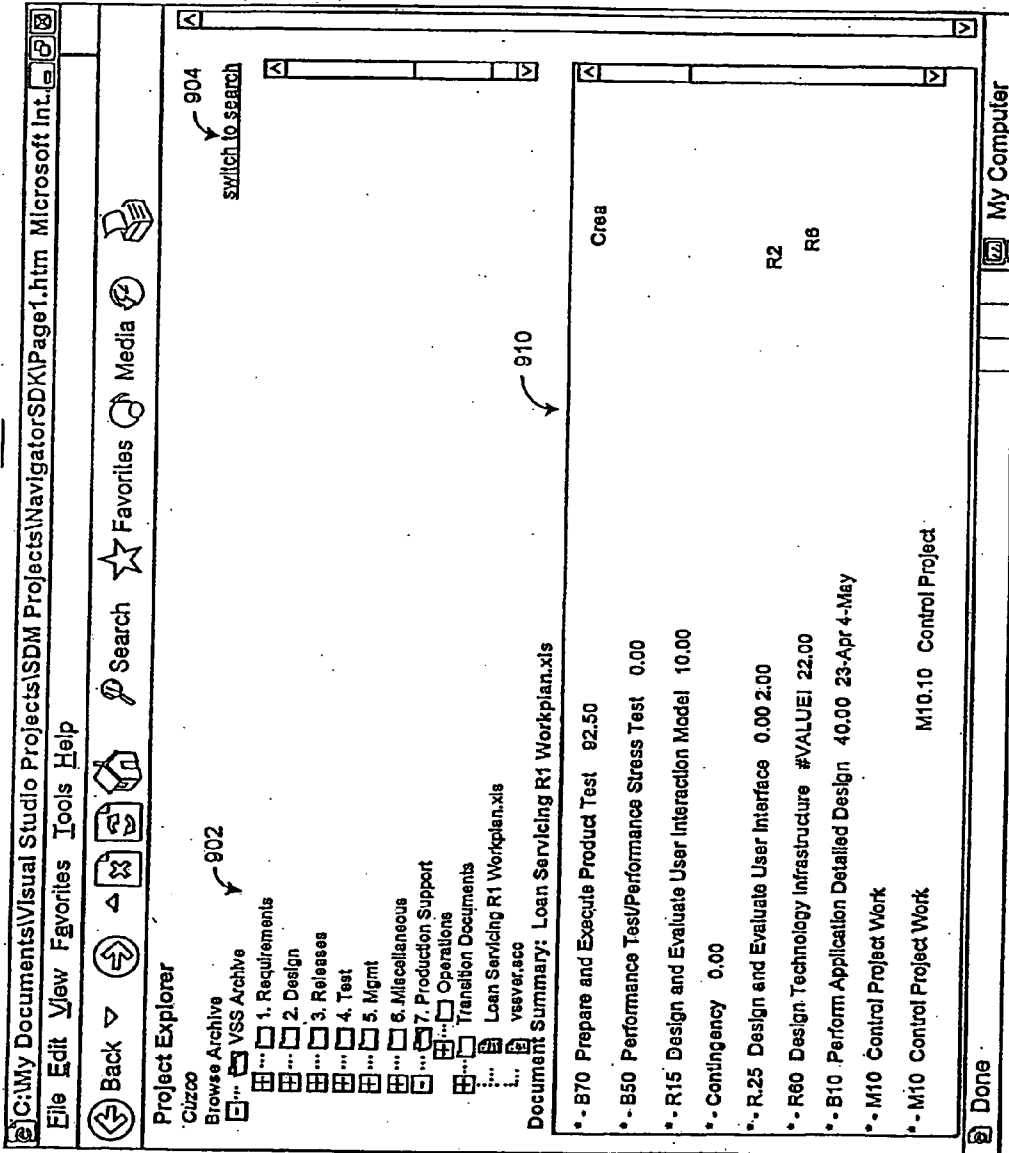 C:\My Documents\Visual Studio Projects\SDM Projects\NavigatorSDK\Page1.htm Microsoft Int..
File Edit View Favorites Tools Help
Back Search Favorites Media
Project Explorer
Cuzco
904
switch to search
Browse Archive
902
VSS Archive
1. Requirements
2. Design
3. Releases
4. Test
5. Mgmt
6. Miscellaneous
7. Production Support
Operations
Transition Documents
Loan Servicing R1 Workplan.xls
vssver.scc
Document Summary: Loan Servicing R1 Workplan.xls
910
* - B70 Prepare and Execute Product Test 92.50 Crea
* - B50 Performance Test/Performance Stress Test 0.00
* - R15 Design and Evaluate User Interaction Model 10.00
* - Contingency 0.00
* - R.25 Design and Evaluate User Interface 0.00 2.00 R2
* - R60 Design Technology Infrastructure #VALUE! 22.00 R6
* - B10 Perform Application Detailed Design 40.00 23-Apr 4-May
* - M10 Control Project Work
* - M10 Control Project Work M10.10 Control Project
Done My Computer